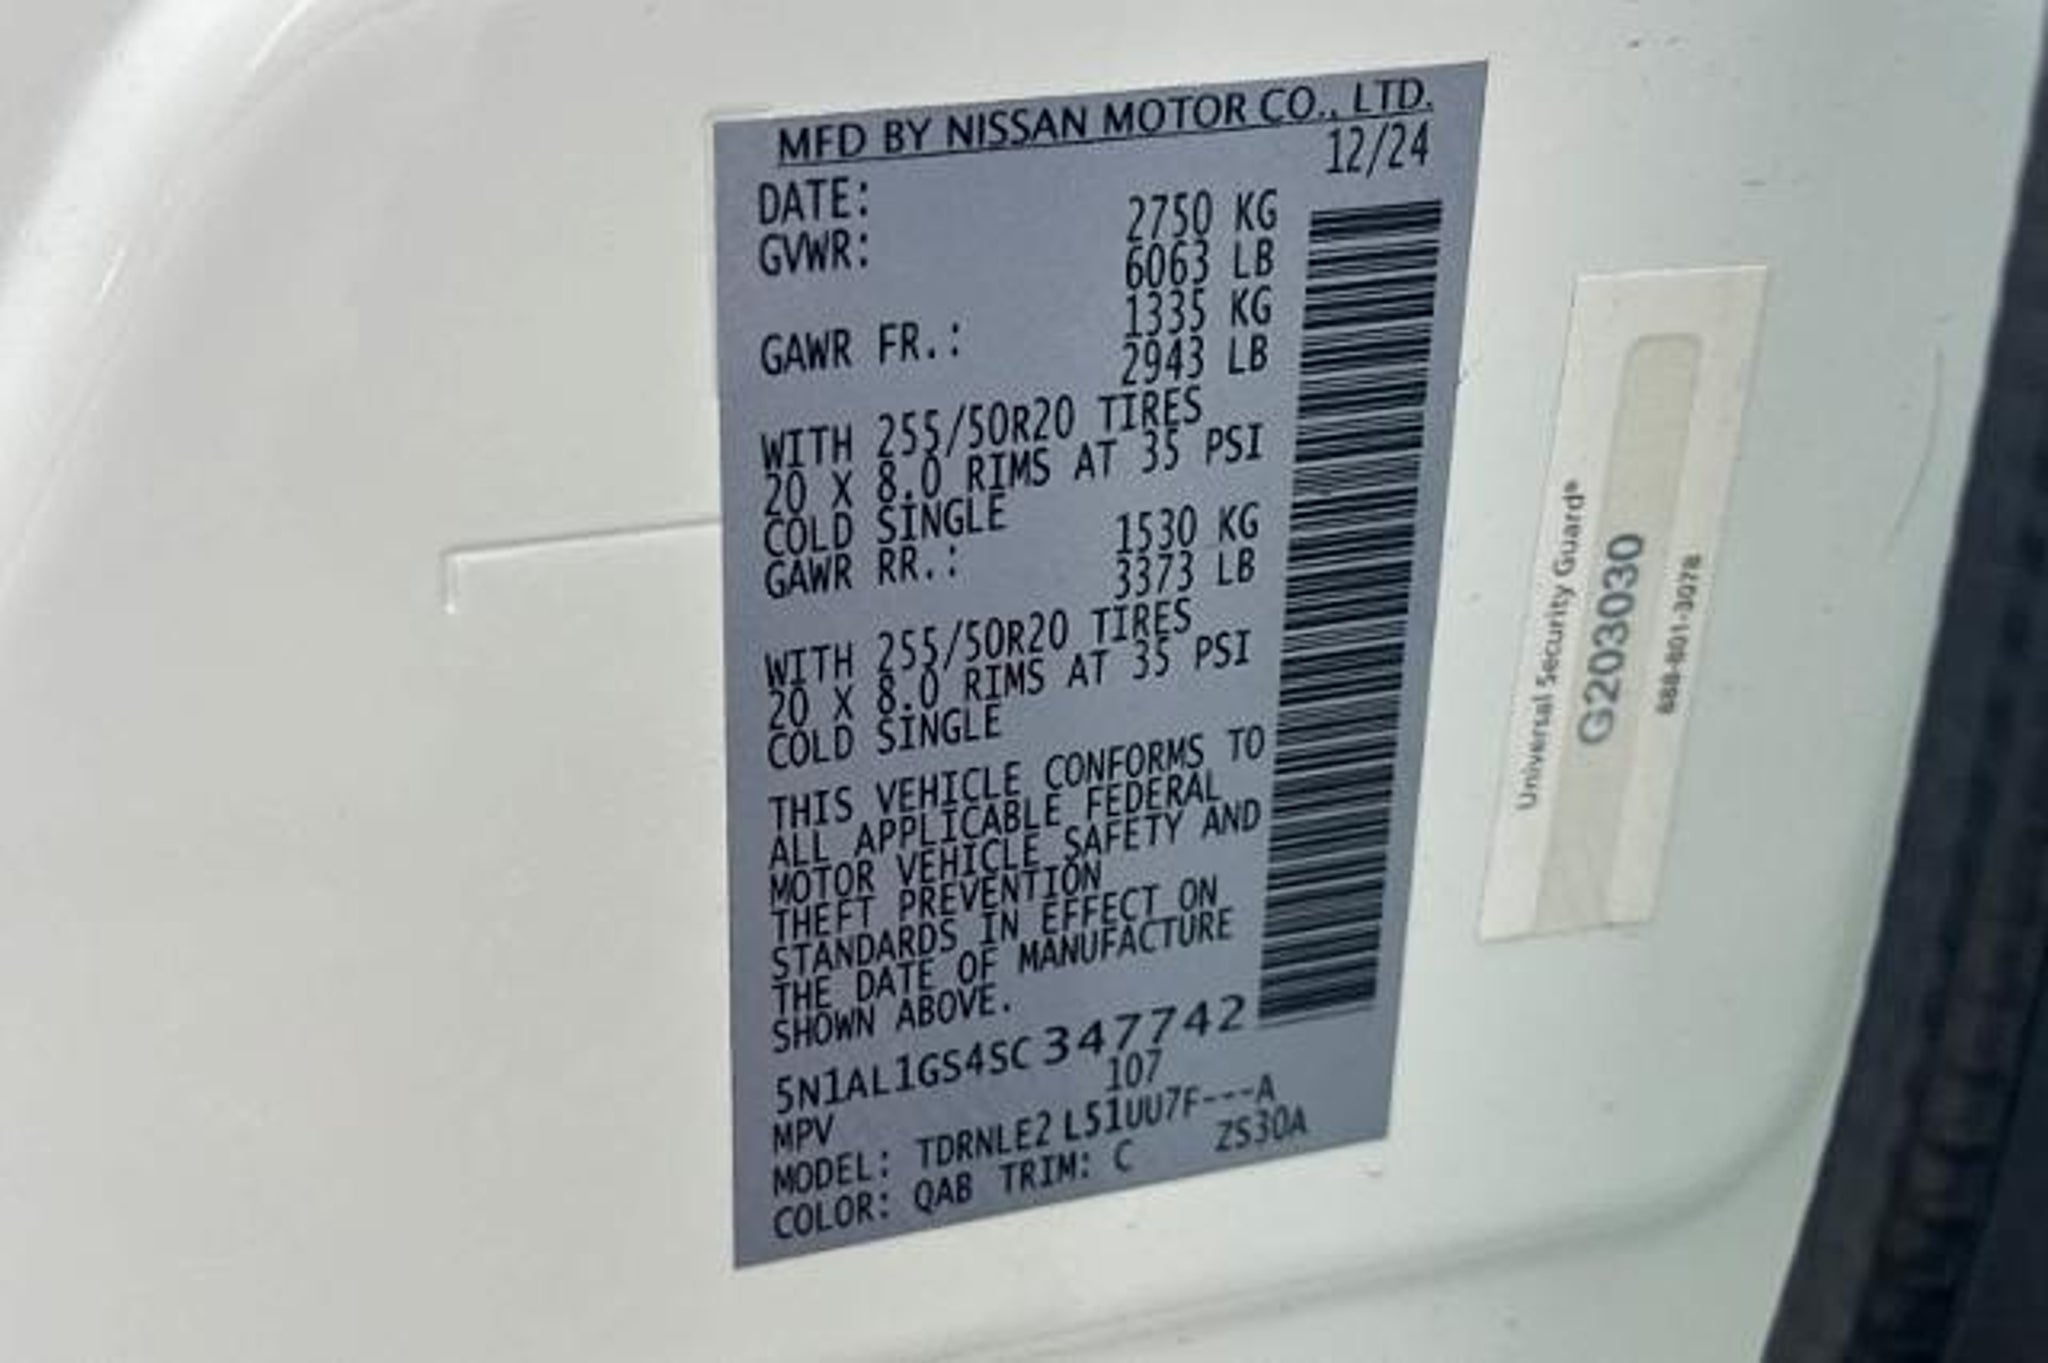 MFD BY NISSAN MOTOR CO., LTD.
DATE: 12/24
GVWR: 2750 KG
6063 LB
GAWR FR.: 1335 KG
2943 LB
WITH 255/50R20 TIRES
20 X 8.0 RIMS AT 35 PSI
COLD SINGLE
GAWR RR.: 1530 KG
3373 LB
WITH 255/50R20 TIRES
20 X 8.0 RIMS AT 35 PSI
COLD SINGLE
THIS VEHICLE CONFORMS TO
ALL APPLICABLE FEDERAL
MOTOR VEHICLE SAFETY AND
THEFT PREVENTION
STANDARDS IN EFFECT ON
THE DATE OF MANUFACTURE
SHOWN ABOVE.
5N1AL1GS4SC347742
MPV 107
MODEL: TDRNLE2 L51UU7F---A
COLOR: QAB TRIM: C ZS30A
Universal Security Guard®
G203030
888-801-3078